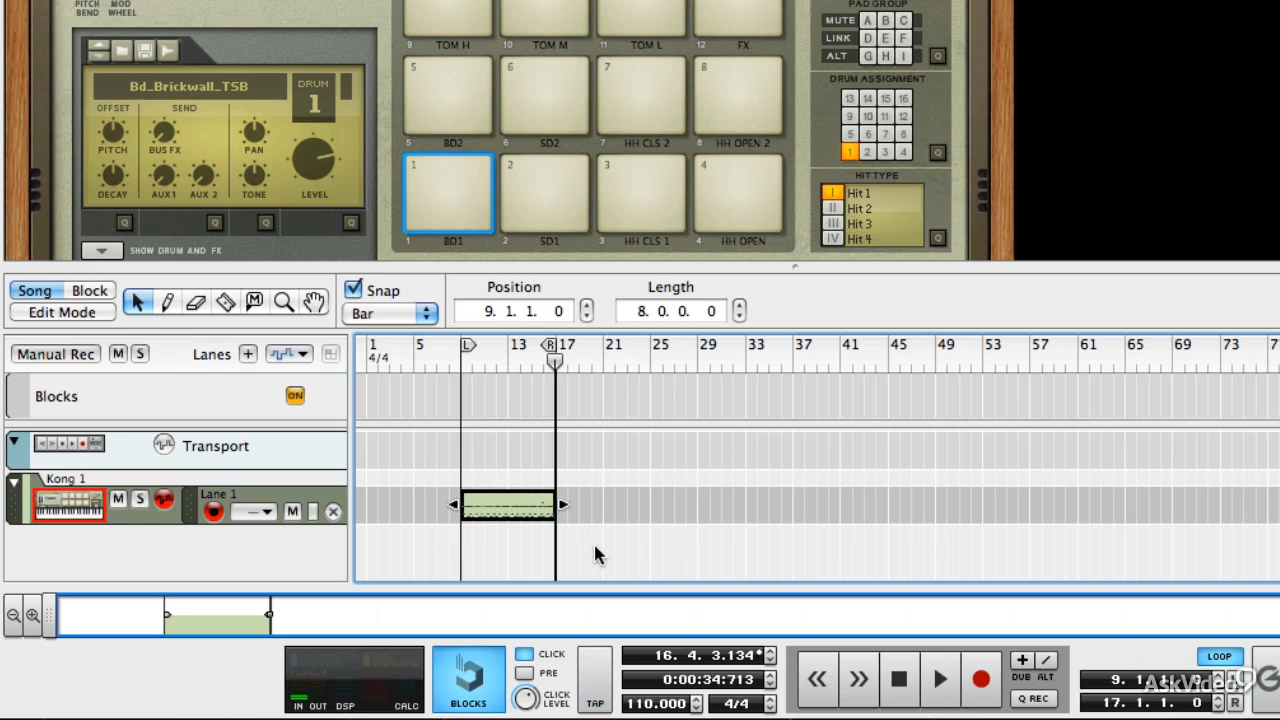 PITCH MOD
BEND WHEEL
Bd_Brickwall_TSB
DRUM
1
OFFSET SEND
PITCH BUS FX PAN
DECAY AUX 1 AUX 2 TONE LEVEL
Q Q Q Q
SHOW DRUM AND FX
9 TOM H 10 TOM M 11 TOM L 12 FX
5 6 7 8
5 BD2 6 SD2 7 HH CLS 2 8 HH OPEN 2
1 2 3 4
1 BD1 2 SD1 3 HH CLS 1 4 HH OPEN
PAD GROUP
MUTE A B C
LINK D E F
ALT G H I Q
DRUM ASSIGNMENT
13 14 15 16
9 10 11 12
5 6 7 8
1 2 3 4 Q
HIT TYPE
I Hit 1
II Hit 2
III Hit 3
IV Hit 4 Q
Song Block
Edit Mode
M
Snap
Bar
Position
9. 1. 1. 0
Length
8. 0. 0. 0
Manual Rec M S Lanes +
1 5 L 13 R 17 21 25 29 33 37 41 45 49 53 57 61 65 69 73
4/4
Blocks ON
Transport
Kong 1
M S Lane 1
M
BLOCKS
IN OUT DSP CALC
CLICK
PRE
CLICK
LEVEL
TAP
16. 4. 3.134*
0:00:34:713
110.000 4/4
DUB ALT
Q REC
LOOP
L
17. 1. 1. 0 R
AskVideo